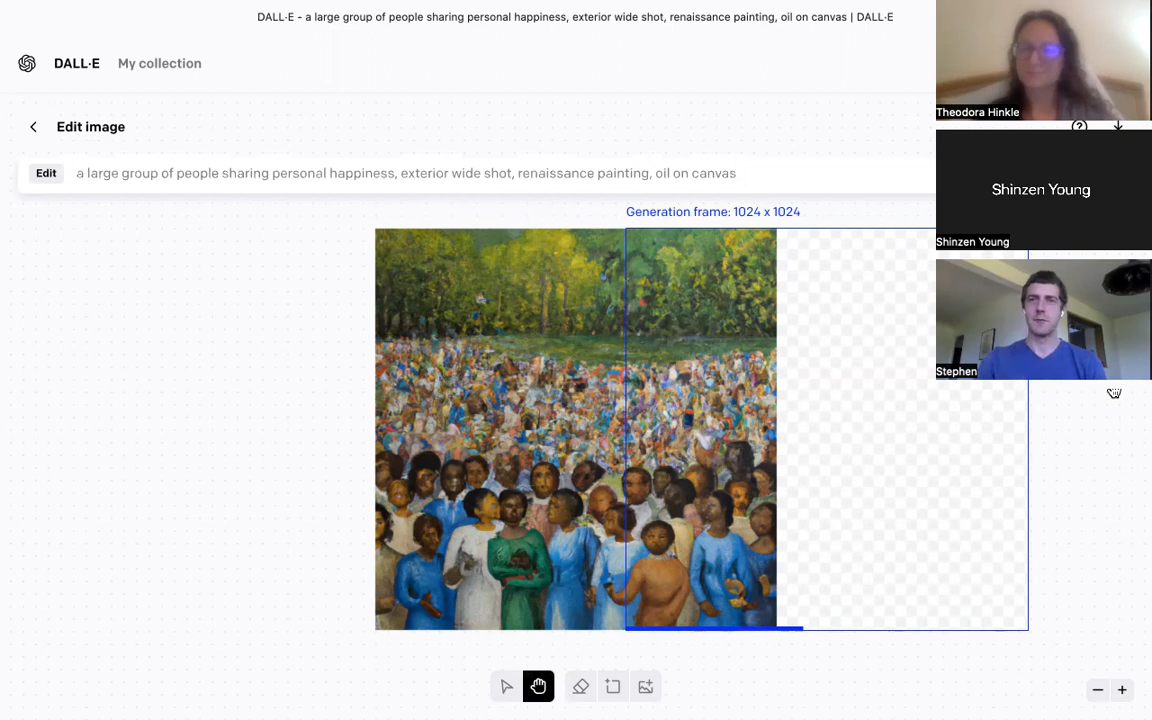 DALL·E - a large group of people sharing personal happiness, exterior wide shot, renaissance painting, oil on canvas | DALL·E
DALL·E My collection
Theodora Hinkle
Edit image
Edit a large group of people sharing personal happiness, exterior wide shot, renaissance painting, oil on canvas
Shinzen Young
Generation frame: 1024 x 1024
Shinzen Young
Stephen